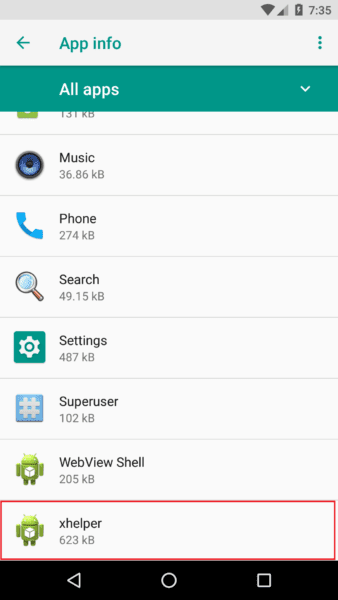 7:35
App info
All apps
131 kB
Music
36.86 kB
Phone
274 kB
Search
49.15 kB
Settings
487 kB
Superuser
102 kB
WebView Shell
205 kB
xhelper
623 kB